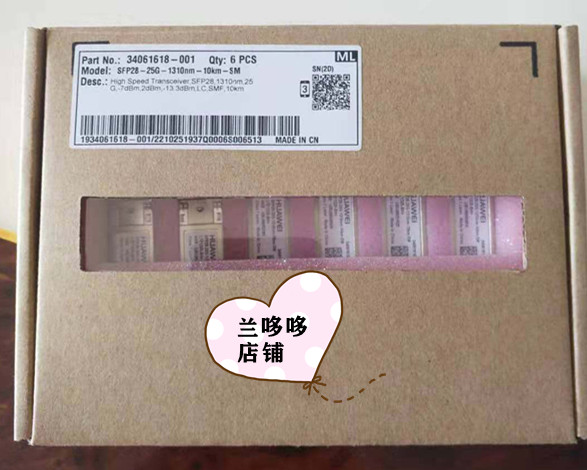 Part No.: 34061618-001 Qty: 6 PCS
ML
Model: SFP28-25G-1310nm-10km-SM
SN(2D)
Desc.: High Speed Transceiver,SFP28,1310nm,25
G,-7dBm,2dBm,-13.3dBm,LC,SMF,10km
3
1934061618-001/2210251937Q0006S006513 MADE IN CN
HUAWEI
HUAWEI
HUAWEI
HUAWEI
HUAWEI
HUAWEI
兰哆哆
店铺